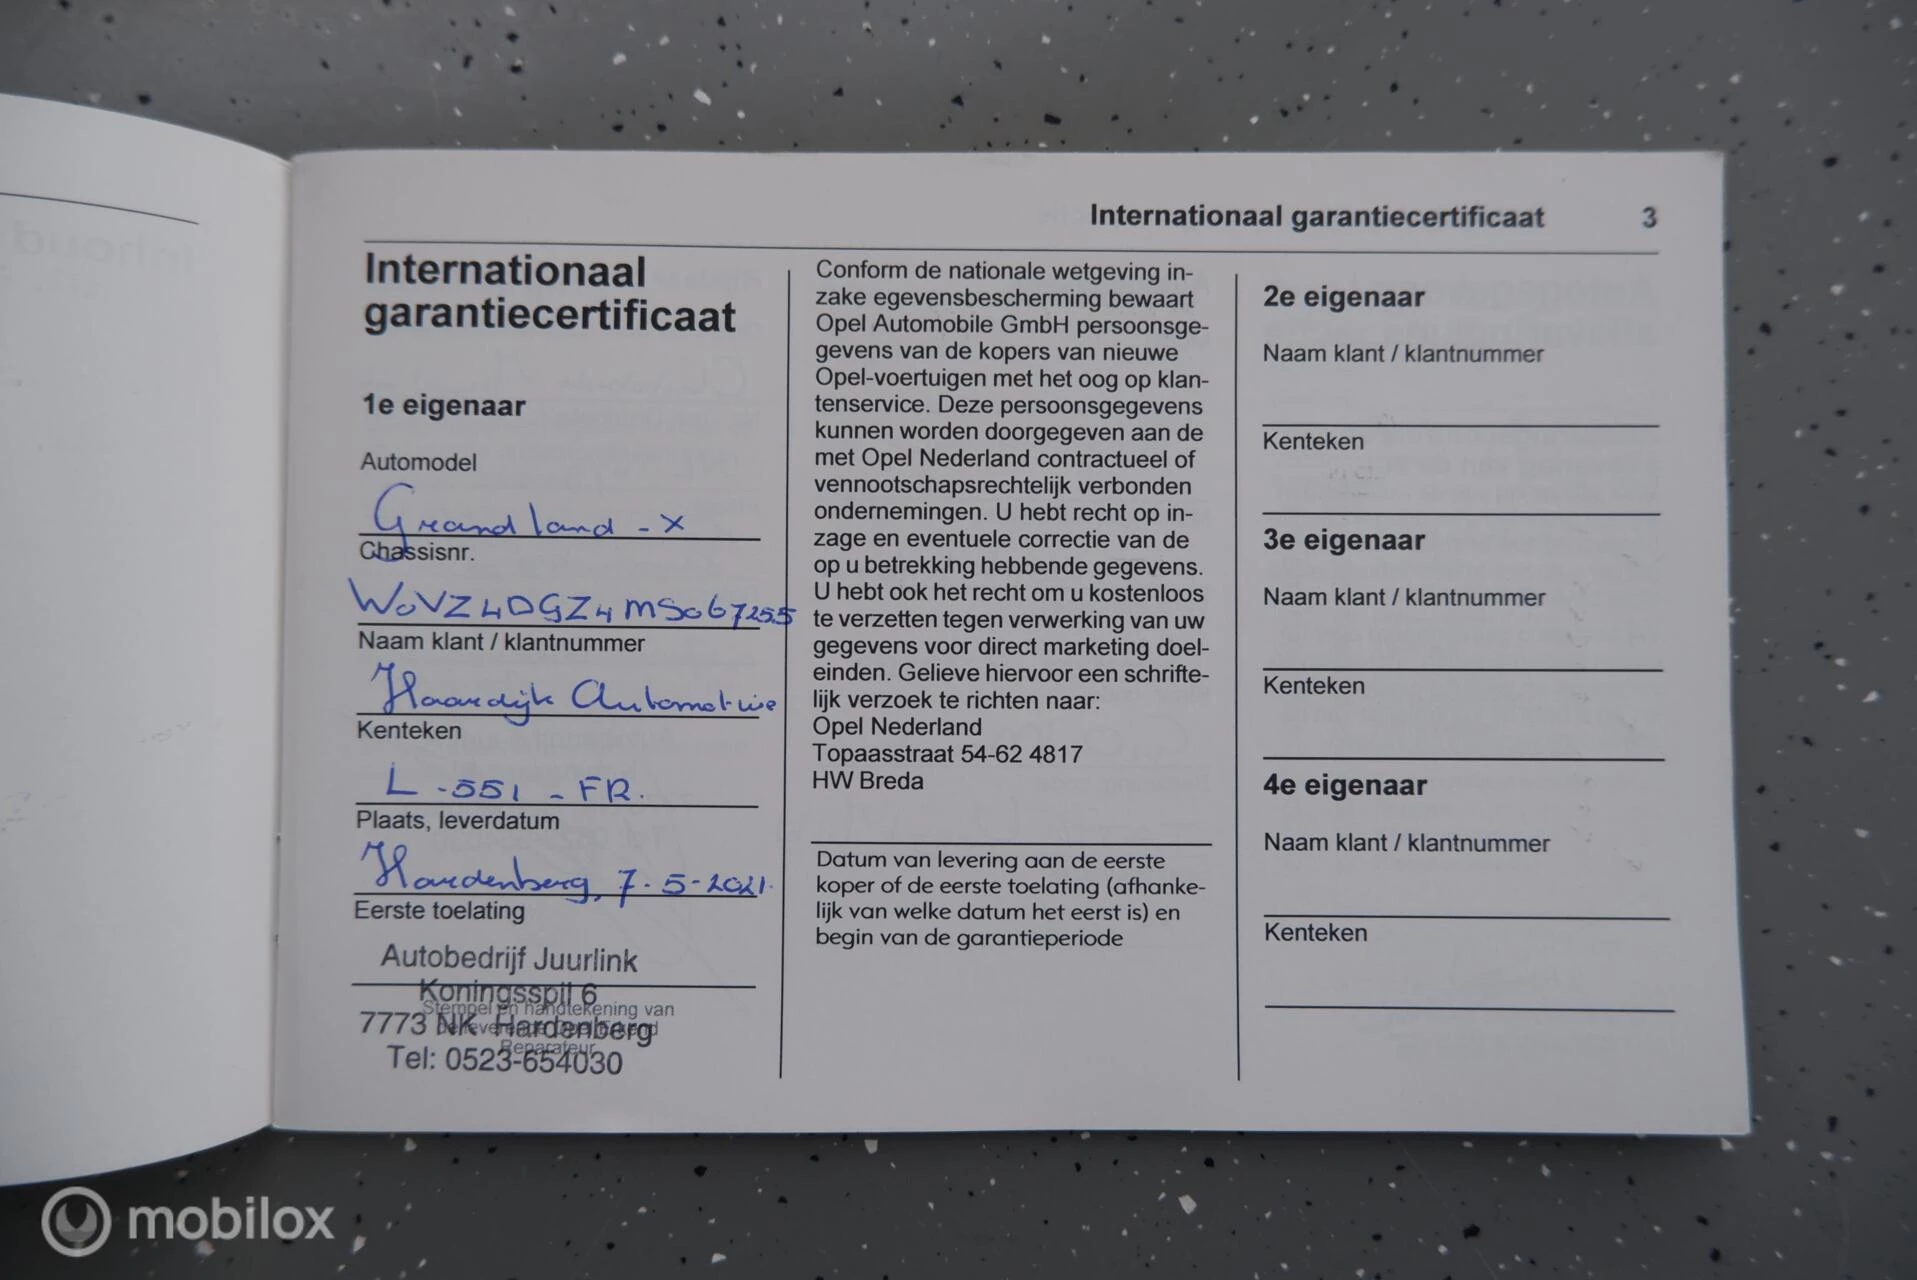 Internationaal garantiecertificaat 3
Internationaal
garantiecertificaat
1e eigenaar
Automodel
Grandland - X
Chassisnr.
W0VZ4DGZ4MS067255
Naam klant / klantnummer
Haardijk Automotive
Kenteken
L-551-FR.
Plaats, leverdatum
Hardenberg, 7-5-2021.
Eerste toelating
Autobedrijf Juurlink
Koningsspil 6
Stempel en handtekening van
7773 NK Hardenberg
Reparateur
Tel: 0523-654030
Conform de nationale wetgeving in-
zake egevensbescherming bewaart
Opel Automobile GmbH persoonsge-
gevens van de kopers van nieuwe
Opel-voertuigen met het oog op klan-
tenservice. Deze persoonsgegevens
kunnen worden doorgegeven aan de
met Opel Nederland contractueel of
vennootschapsrechtelijk verbonden
ondernemingen. U hebt recht op in-
zage en eventuele correctie van de
op u betrekking hebbende gegevens.
U hebt ook het recht om u kostenloos
te verzetten tegen verwerking van uw
gegevens voor direct marketing doel-
einden. Gelieve hiervoor een schrifte-
lijk verzoek te richten naar:
Opel Nederland
Topaasstraat 54-62 4817
HW Breda
Datum van levering aan de eerste
koper of de eerste toelating (afhanke-
lijk van welke datum het eerst is) en
begin van de garantieperiode
2e eigenaar
Naam klant / klantnummer
Kenteken
3e eigenaar
Naam klant / klantnummer
Kenteken
4e eigenaar
Naam klant / klantnummer
Kenteken
mobilox